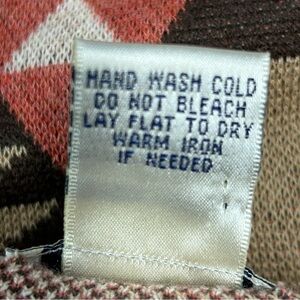 HAND WASH COLD
DO NOT BLEACH
LAY FLAT TO DRY
WARM IRON
IF NEEDED